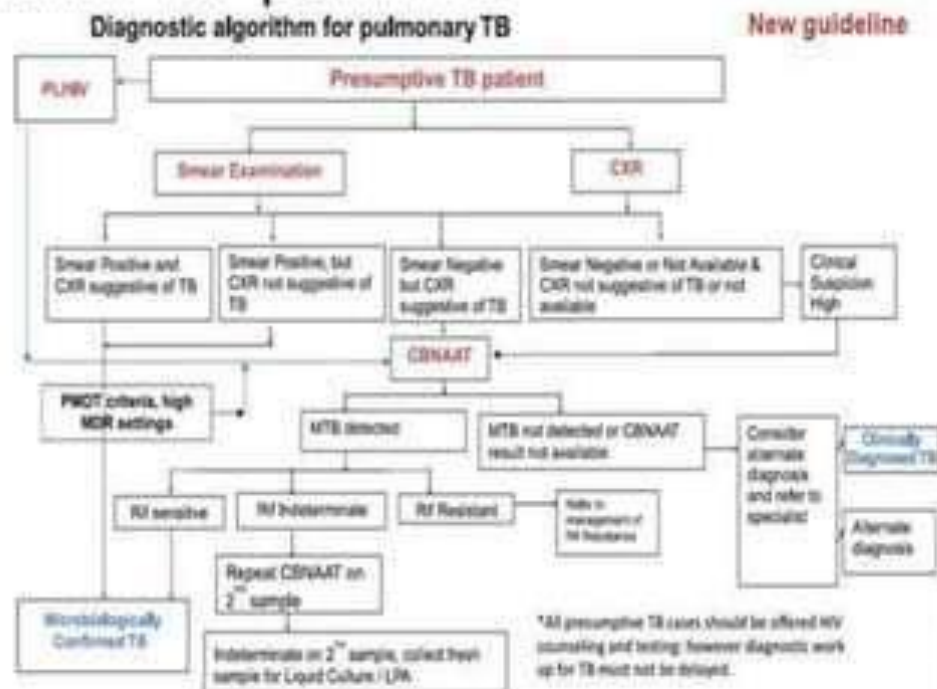 Diagnostic algorithm for pulmonary TB
New guideline
PLHIV
Presumptive TB patient
Smear Examination
CXR
Smear Positive and
CXR suggestive of TB
Smear Positive, but
CXR not suggestive of
TB
Smear Negative
but CXR
suggestive of TB
Smear Negative or Not Available &
CXR not suggestive of TB or not
available
Clinical
Suspicion
High
CBNAAT
PMDT criteria, high
MDR settings
MTB detected
MTB not detected or CBNAAT
result not available
Consider
alternate
diagnosis
and refer to
specialist
Clinically
Diagnosed TB
Alternate
diagnosis
Rif sensitive
Rif Indeterminate
Rif Resistant
Refer to
management of
Rif Resistance
Repeat CBNAAT on
2nd sample
Microbiologically
Confirmed TB
Indeterminate on 2nd sample, collect fresh
sample for Liquid Culture / LPA
*All presumptive TB cases should be offered HIV
counseling and testing; however diagnostic work
up for TB must not be delayed.